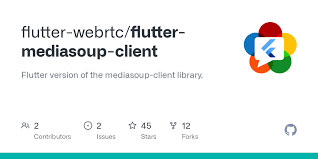 flutter-webrtc/flutter-
mediasoup-client
Flutter version of the mediasoup-client library.
2 2 45 12
Contributors Issues Stars Forks